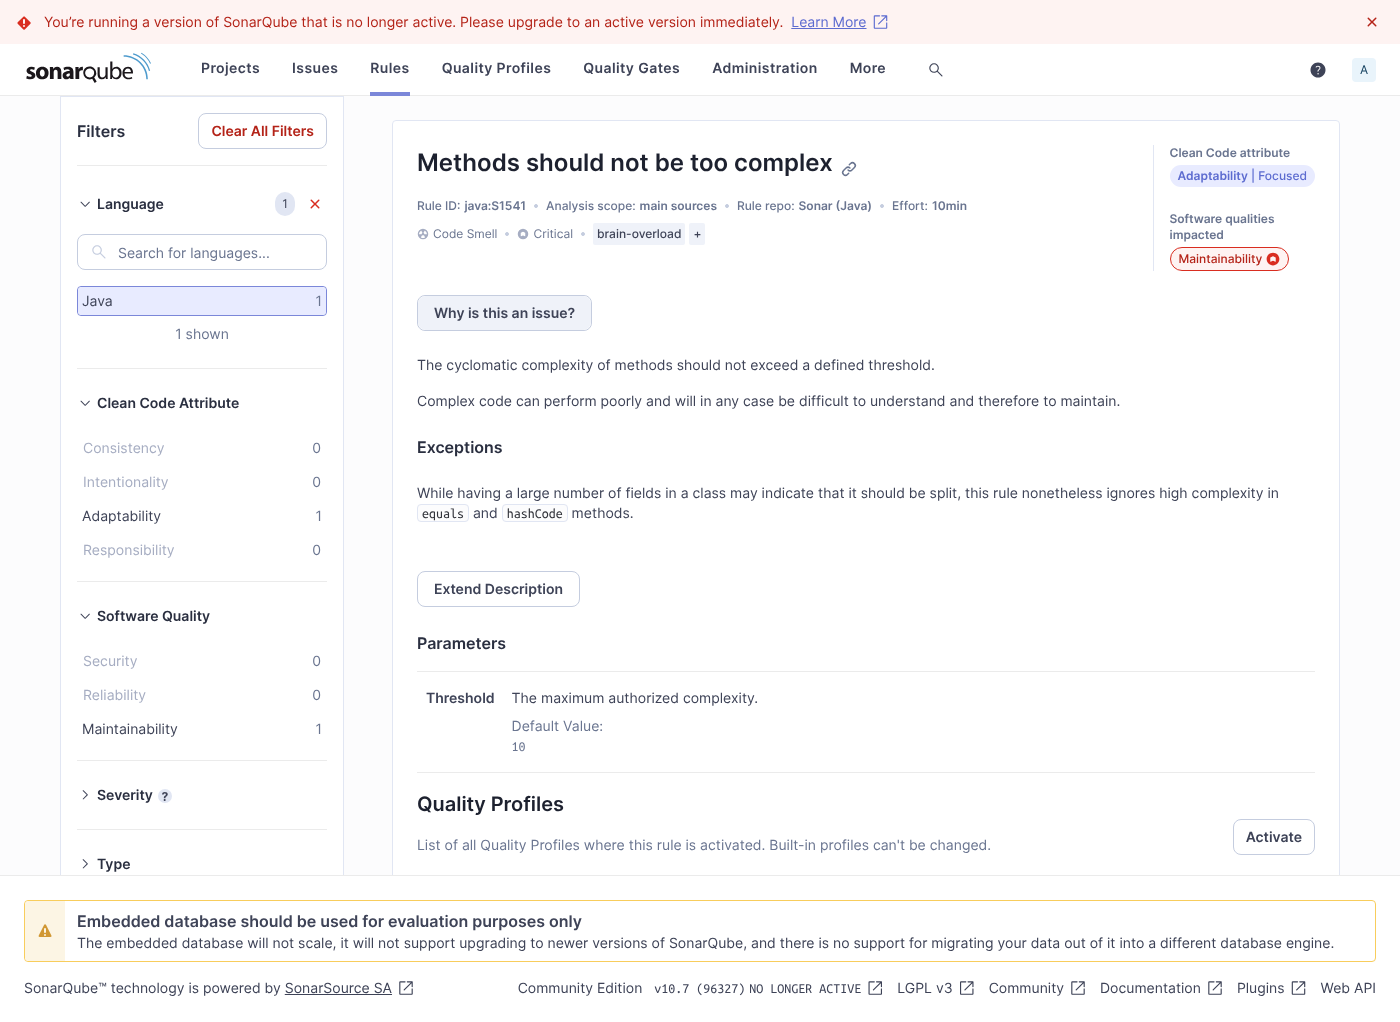 You're running a version of SonarQube that is no longer active. Please upgrade to an active version immediately. Learn More
sonarqube
Projects Issues Rules Quality Profiles Quality Gates Administration More
? A
Filters
Clear All Filters
Language 1
Search for languages...
Java 1
1 shown
Clean Code Attribute
Consistency 0
Intentionality 0
Adaptability 1
Responsibility 0
Software Quality
Security 0
Reliability 0
Maintainability 1
Severity ?
Type
Methods should not be too complex
Rule ID: java:S1541 • Analysis scope: main sources • Rule repo: Sonar (Java) • Effort: 10min
Code Smell • Critical • brain-overload +
Clean Code attribute
Adaptability | Focused
Software qualities
impacted
Maintainability
Why is this an issue?
The cyclomatic complexity of methods should not exceed a defined threshold.
Complex code can perform poorly and will in any case be difficult to understand and therefore to maintain.
Exceptions
While having a large number of fields in a class may indicate that it should be split, this rule nonetheless ignores high complexity in
equals and hashCode methods.
Extend Description
Parameters
Threshold The maximum authorized complexity.
Default Value:
10
Quality Profiles
List of all Quality Profiles where this rule is activated. Built-in profiles can't be changed.
Activate
Embedded database should be used for evaluation purposes only
The embedded database will not scale, it will not support upgrading to newer versions of SonarQube, and there is no support for migrating your data out of it into a different database engine.
SonarQube™ technology is powered by SonarSource SA
Community Edition v10.7 (96327) NO LONGER ACTIVE LGPL v3 Community Documentation Plugins Web API